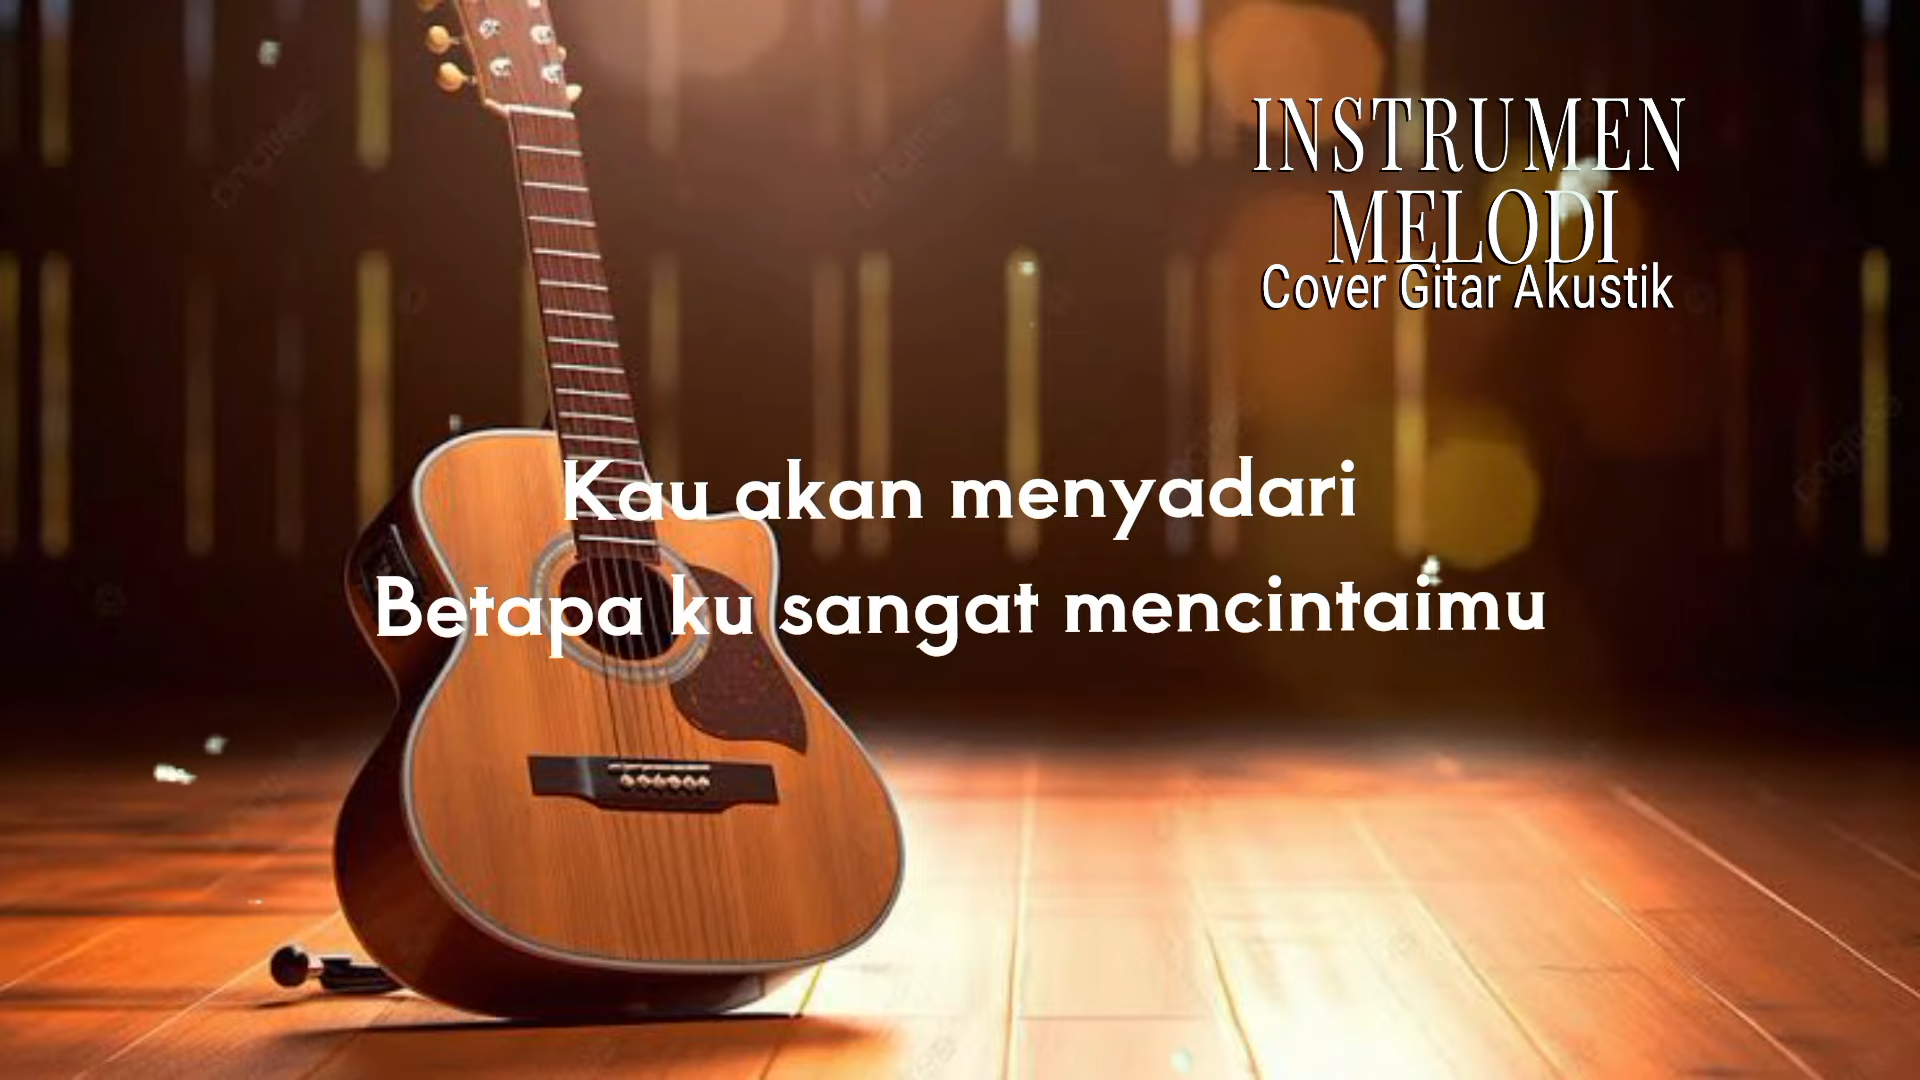 INSTRUMEN
MELODI
Cover Gitar Akustik
Kau akan menyadari
Betapa ku sangat mencintaimu